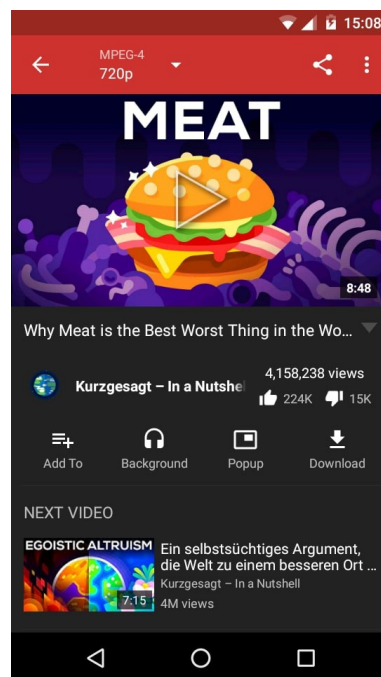 15:08
MPEG-4
720p
MEAT
8:48
Why Meat is the Best Worst Thing in the Wo...
Kurzgesagt – In a Nutshe
4,158,238 views
224K
15K
Add To
Background
Popup
Download
NEXT VIDEO
EGOISTIC ALTRUISM
7:15
Ein selbstsüchtiges Argument,
die Welt zu einem besseren Ort ...
Kurzgesagt – In a Nutshell
4M views